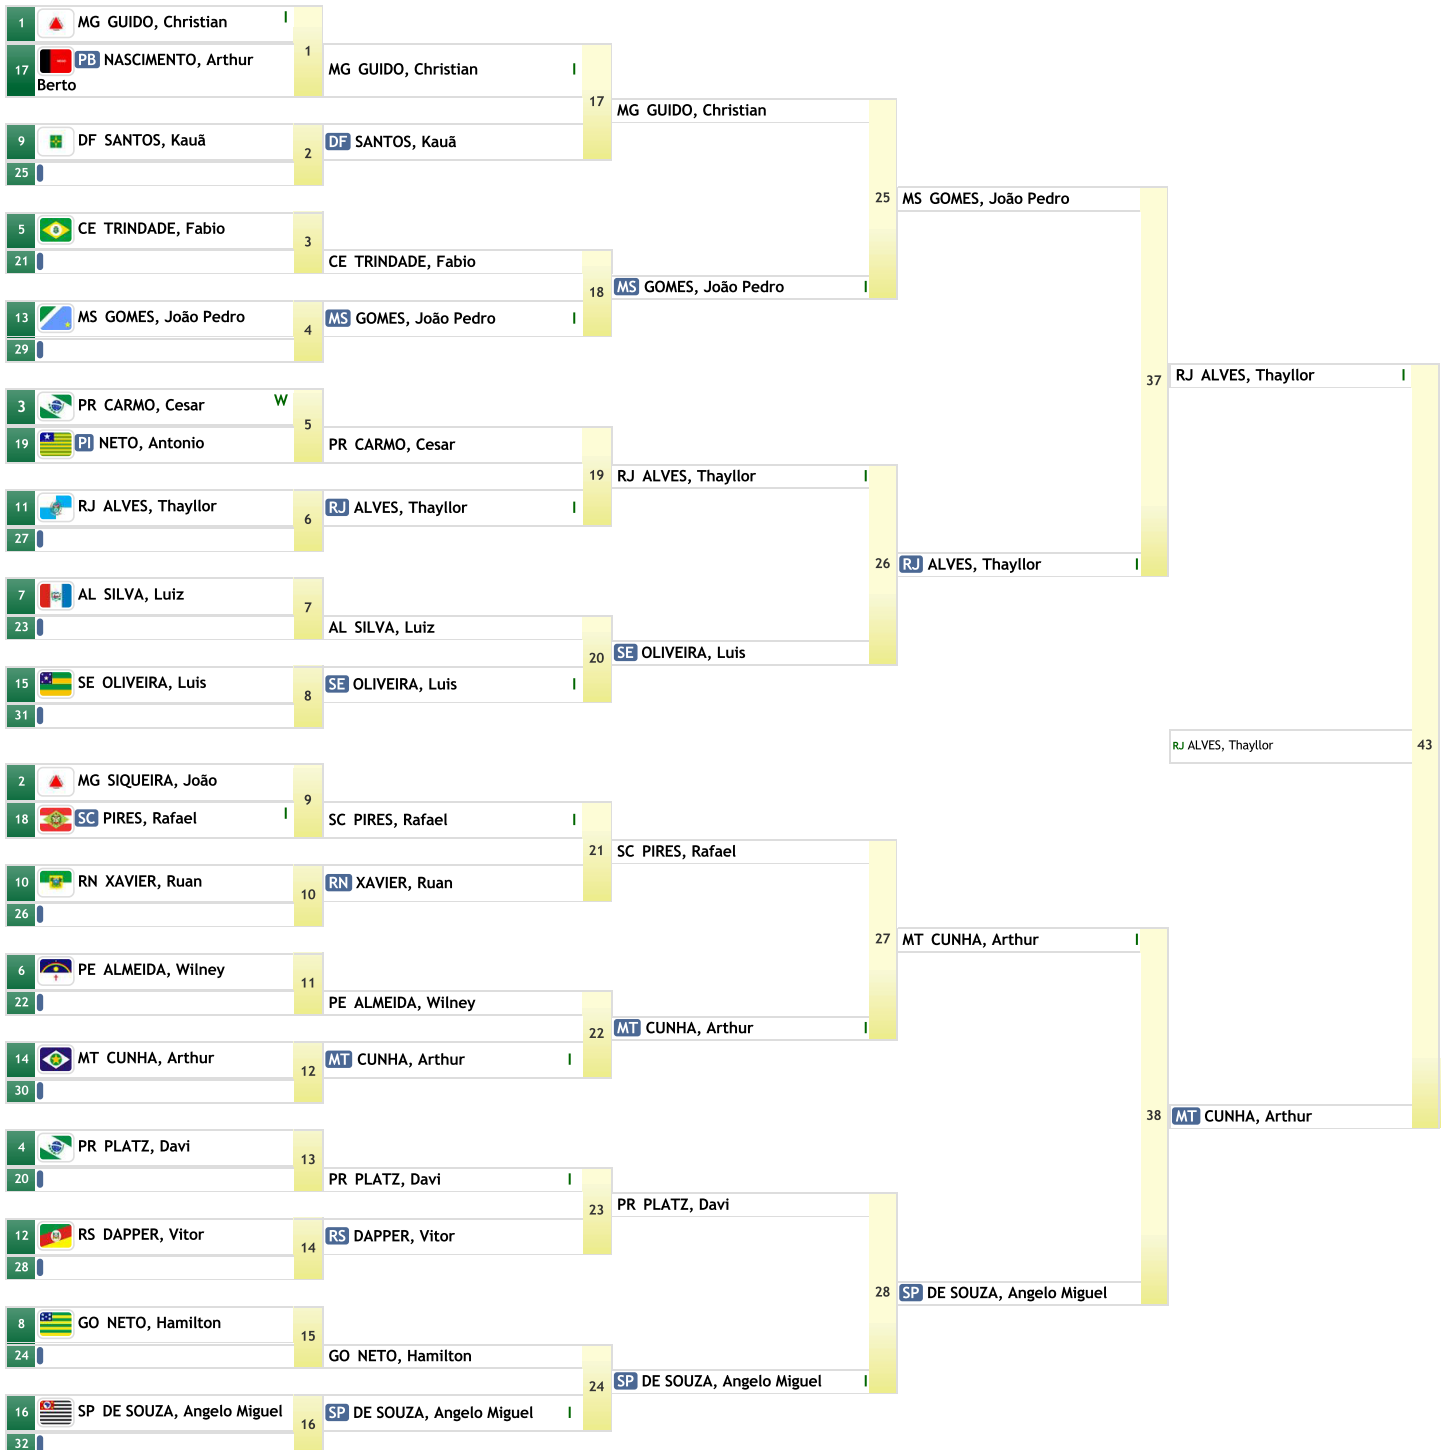 1 MG GUIDO, Christian I
17 PB NASCIMENTO, Arthur
Berto
1
MG GUIDO, Christian I
17
MG GUIDO, Christian
9 DF SANTOS, Kauã
25
2
DF SANTOS, Kauã
25
MS GOMES, João Pedro
5 CE TRINDADE, Fabio
21
3
CE TRINDADE, Fabio
18
MS GOMES, João Pedro I
13 MS GOMES, João Pedro
29
4
MS GOMES, João Pedro I
37
RJ ALVES, Thayllor I
3 PR CARMO, Cesar W
19 PI NETO, Antonio
5
PR CARMO, Cesar
19
RJ ALVES, Thayllor I
11 RJ ALVES, Thayllor
27
6
RJ ALVES, Thayllor I
26
RJ ALVES, Thayllor I
7 AL SILVA, Luiz
23
7
AL SILVA, Luiz
20
SE OLIVEIRA, Luis
15 SE OLIVEIRA, Luis
31
8
SE OLIVEIRA, Luis I
RJ ALVES, Thayllor
43
2 MG SIQUEIRA, João
18 SC PIRES, Rafael I
9
SC PIRES, Rafael I
21
SC PIRES, Rafael
10 RN XAVIER, Ruan
26
10
RN XAVIER, Ruan
27
MT CUNHA, Arthur I
6 PE ALMEIDA, Wilney
22
11
PE ALMEIDA, Wilney
22
MT CUNHA, Arthur I
14 MT CUNHA, Arthur
30
12
MT CUNHA, Arthur I
38
MT CUNHA, Arthur
4 PR PLATZ, Davi
20
13
PR PLATZ, Davi I
23
PR PLATZ, Davi
12 RS DAPPER, Vitor
28
14
RS DAPPER, Vitor
28
SP DE SOUZA, Angelo Miguel
8 GO NETO, Hamilton
24
15
GO NETO, Hamilton
24
SP DE SOUZA, Angelo Miguel I
16 SP DE SOUZA, Angelo Miguel
32
16
SP DE SOUZA, Angelo Miguel I